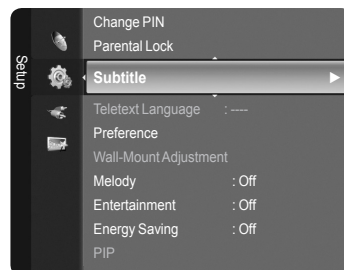 Setup
Change PIN
Parental Lock
Subtitle
Teletext Language : ----
Preference
Wall-Mount Adjustment
Melody : Off
Entertainment : Off
Energy Saving : Off
PIP